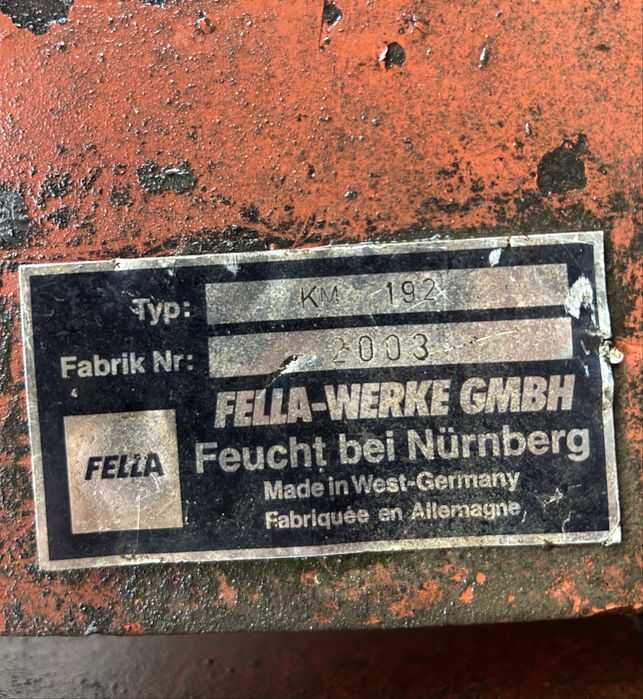 Typ: KM 192
Fabrik Nr: 2003
FELLA-WERKE GMBH
FELLA
Feucht bei Nürnberg
Made in West-Germany
Fabriquée en Allemagne